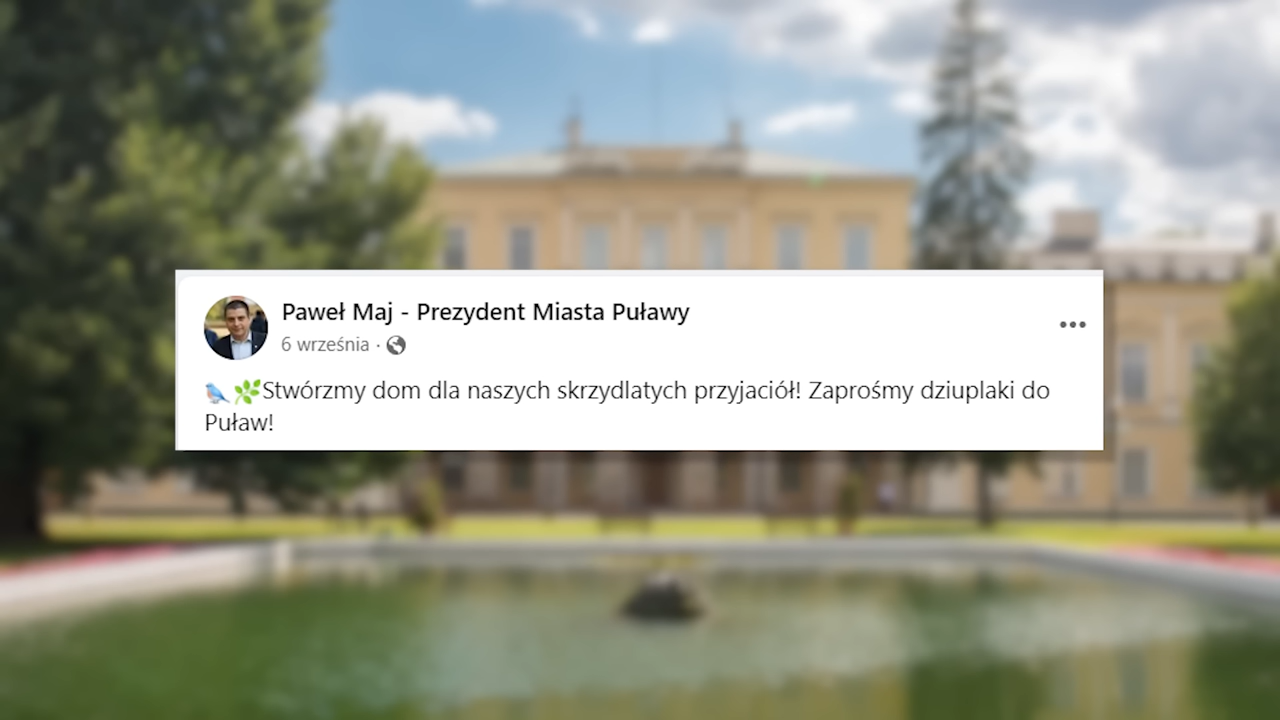 Paweł Maj - Prezydent Miasta Puławy
6 września ·
🐦🌿Stwórzmy dom dla naszych skrzydlatych przyjaciół! Zaprośmy dziuplaki do
Puław!